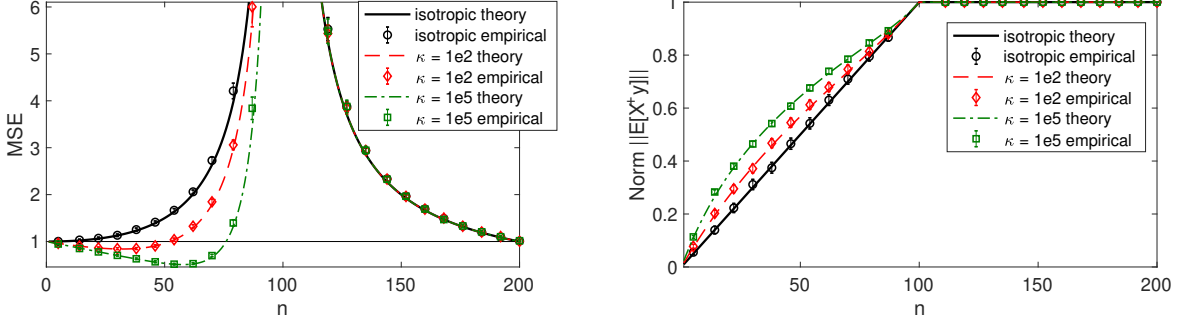 6
5
4
3
2
1
MSE
0
50
100
150
200
n
isotropic theory
isotropic empirical
κ = 1e2 theory
κ = 1e2 empirical
κ = 1e5 theory
κ = 1e5 empirical
1
0.8
0.6
0.4
0.2
0
Norm ||E[X⁺y]||
50
100
150
200
n
isotropic theory
isotropic empirical
κ = 1e2 theory
κ = 1e2 empirical
κ = 1e5 theory
κ = 1e5 empirical